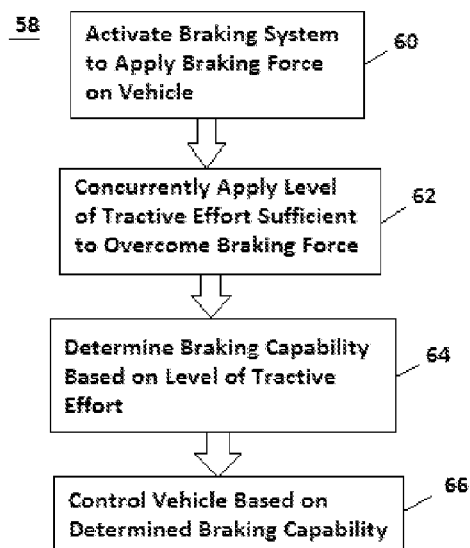 58
Activate Braking System
to Apply Braking Force
on Vehicle
60
Concurrently Apply Level
of Tractive Effort Sufficient
to Overcome Braking Force
62
Determine Braking Capability
Based on Level of Tractive
Effort
64
Control Vehicle Based on
Determined Braking Capability
66